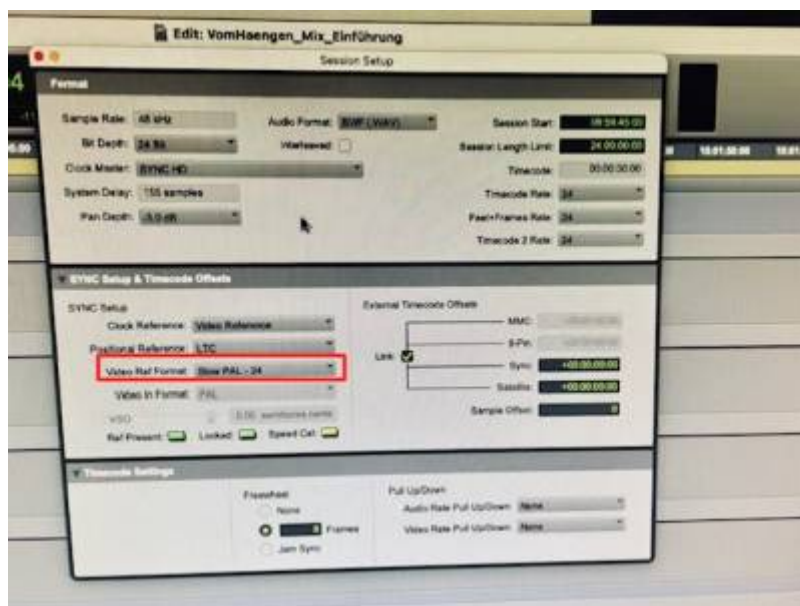 Edit: VomHaengen_Mix_Einführung
Session Setup
Format
Sample Rate: 48 kHz
Audio Format: BWF (.WAV)
Session Start:
Bit Depth: 24 Bit
Interleaved:
Session Length Limit: 24:00:00:00
Clock Master: SYNC HD
Timecode: 00:00:30:00
System Delay: 155 samples
Timecode Rate: 24
Pan Depth: -3.0 dB
Feet+Frames Rate: 24
Timecode 2 Rate: 24
SYNC Setup & Timecode Offsets
SYNC Setup
External Timecode Offsets
Clock Reference: Video Reference
MMC:
Positional Reference: LTC
9-Pin:
Link:
Video Ref Format: Slow PAL - 24
Sync: +00:00:00:00
Video In Format: PAL
Satellite: +00:00:00:00
VSO
0.00 semitones cents
Sample Offset: 0
Ref Present: Locked: Speed Cal:
Timecode Settings
Freewheel
Pull Up/Down
None
Audio Rate Pull Up/Down: None
Frames
Video Rate Pull Up/Down: None
Jam Sync